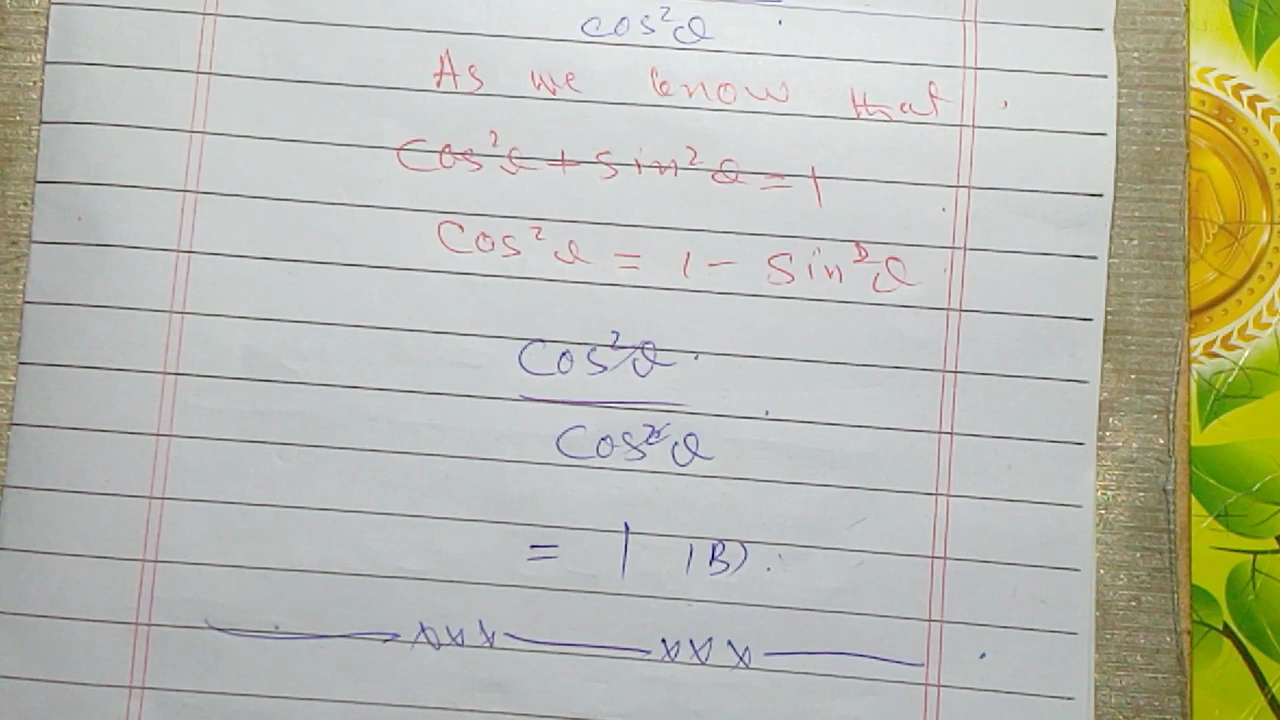 cos²θ
As we know that
cos²θ + sin²θ = 1
cos²θ = 1 - sin²θ
cos²θ
cos²θ
= 1 (B)
xxx xxx